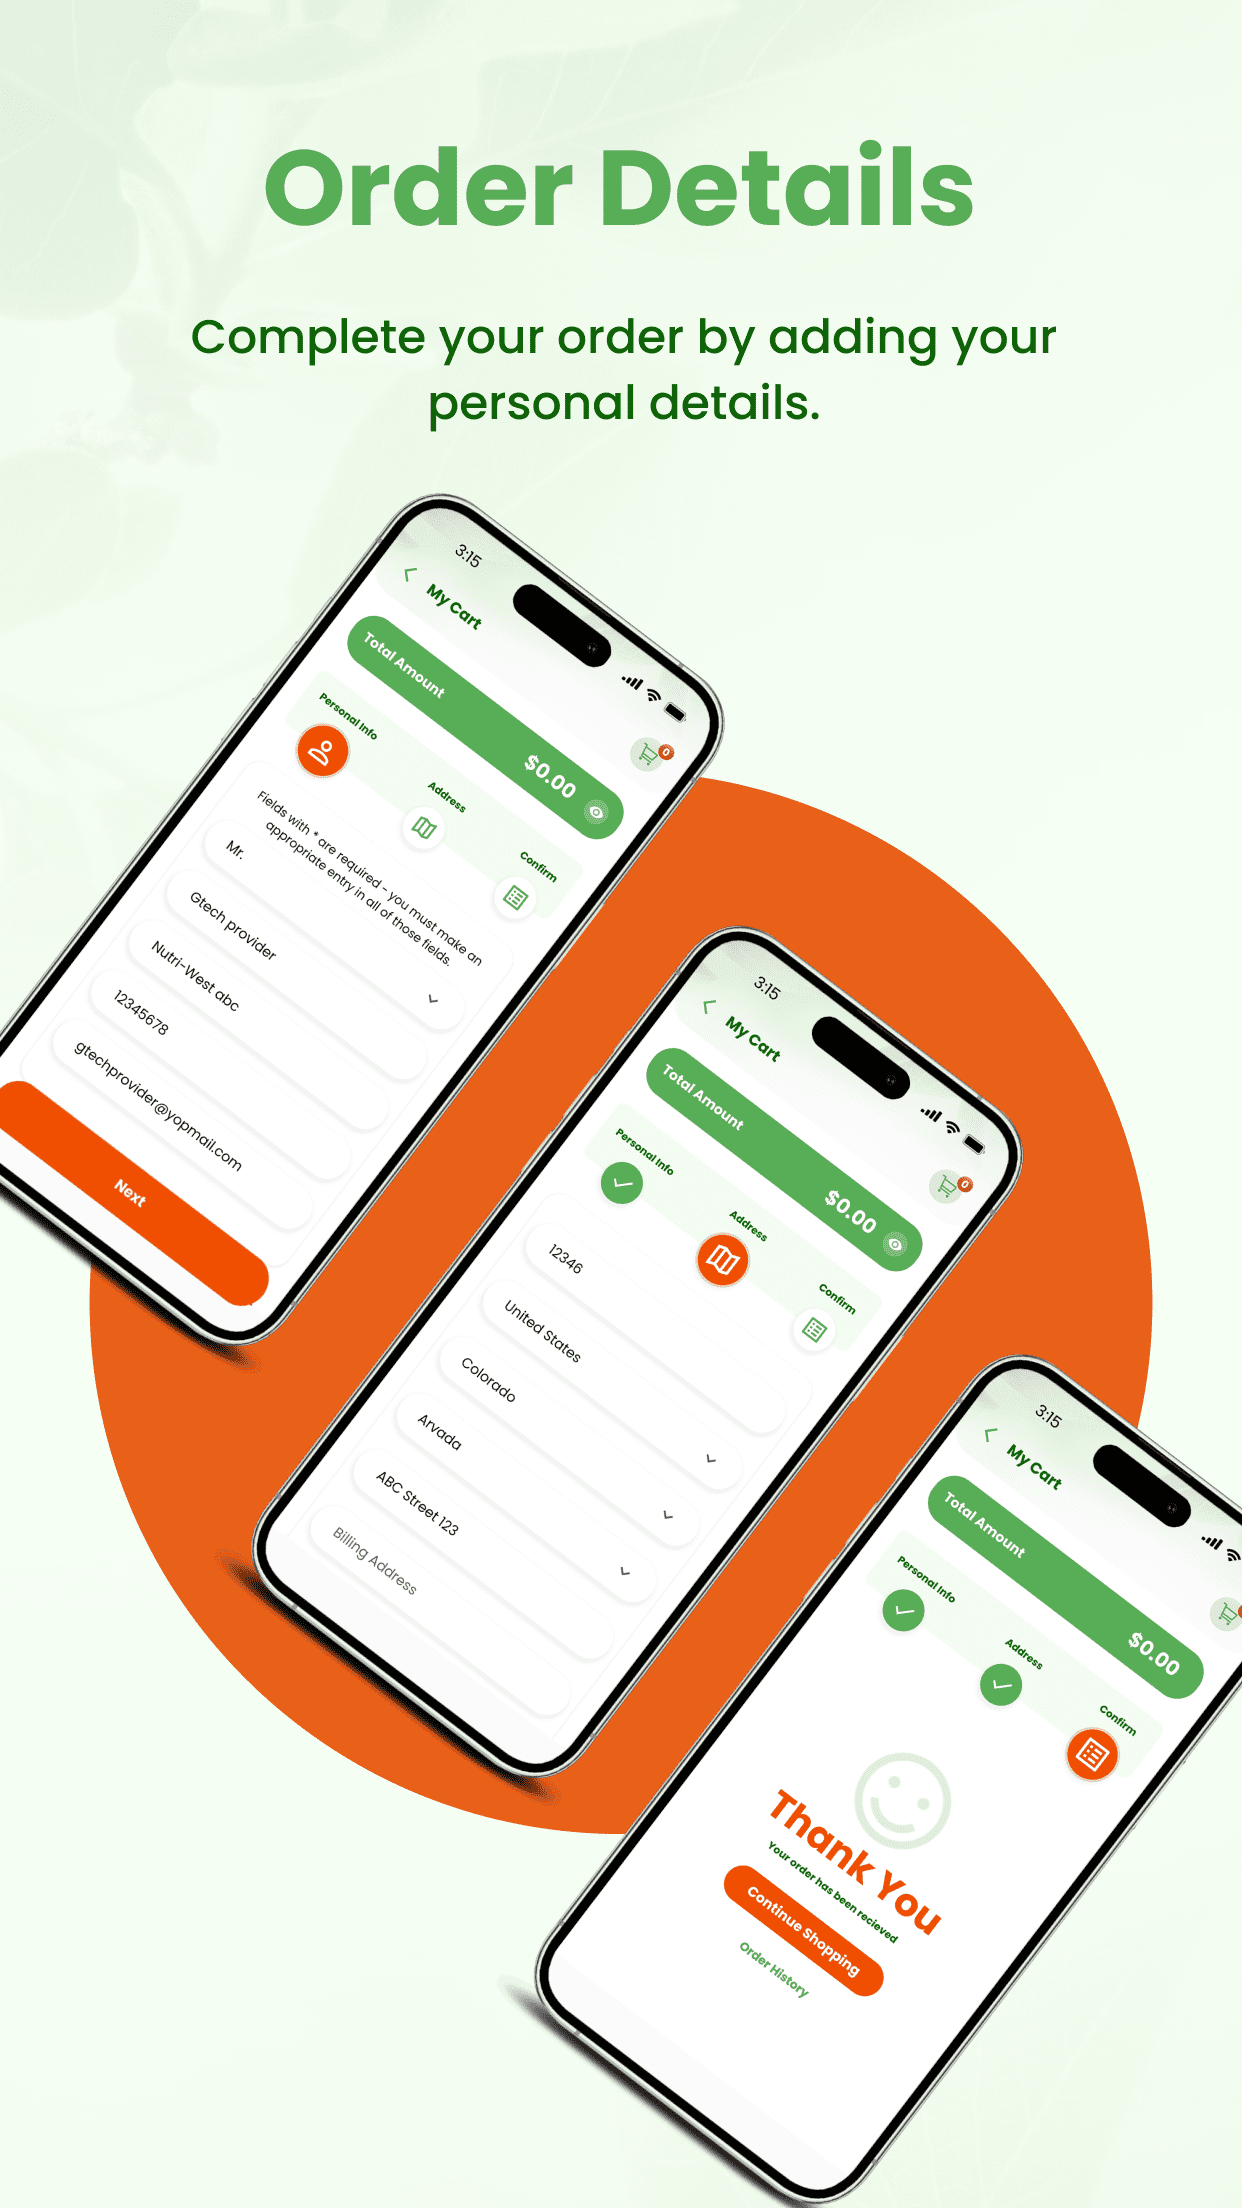 Order Details
Complete your order by adding your
personal details.
3:15
My Cart
0
Total Amount
$0.00
Personal Info
Address
Confirm
Fields with * are required - you must make an
appropriate entry in all of those fields.
Mr.
Gtech provider
Nutri-West abc
12345678
gtechprovider@yopmail.com
Next
3:15
My Cart
0
Total Amount
$0.00
Personal Info
Address
Confirm
12346
United States
Colorado
Arvada
ABC Street 123
Billing Address
3:15
My Cart
Total Amount
$0.00
Personal Info
Address
Confirm
Thank You
Your order has been recieved
Continue Shopping
Order History